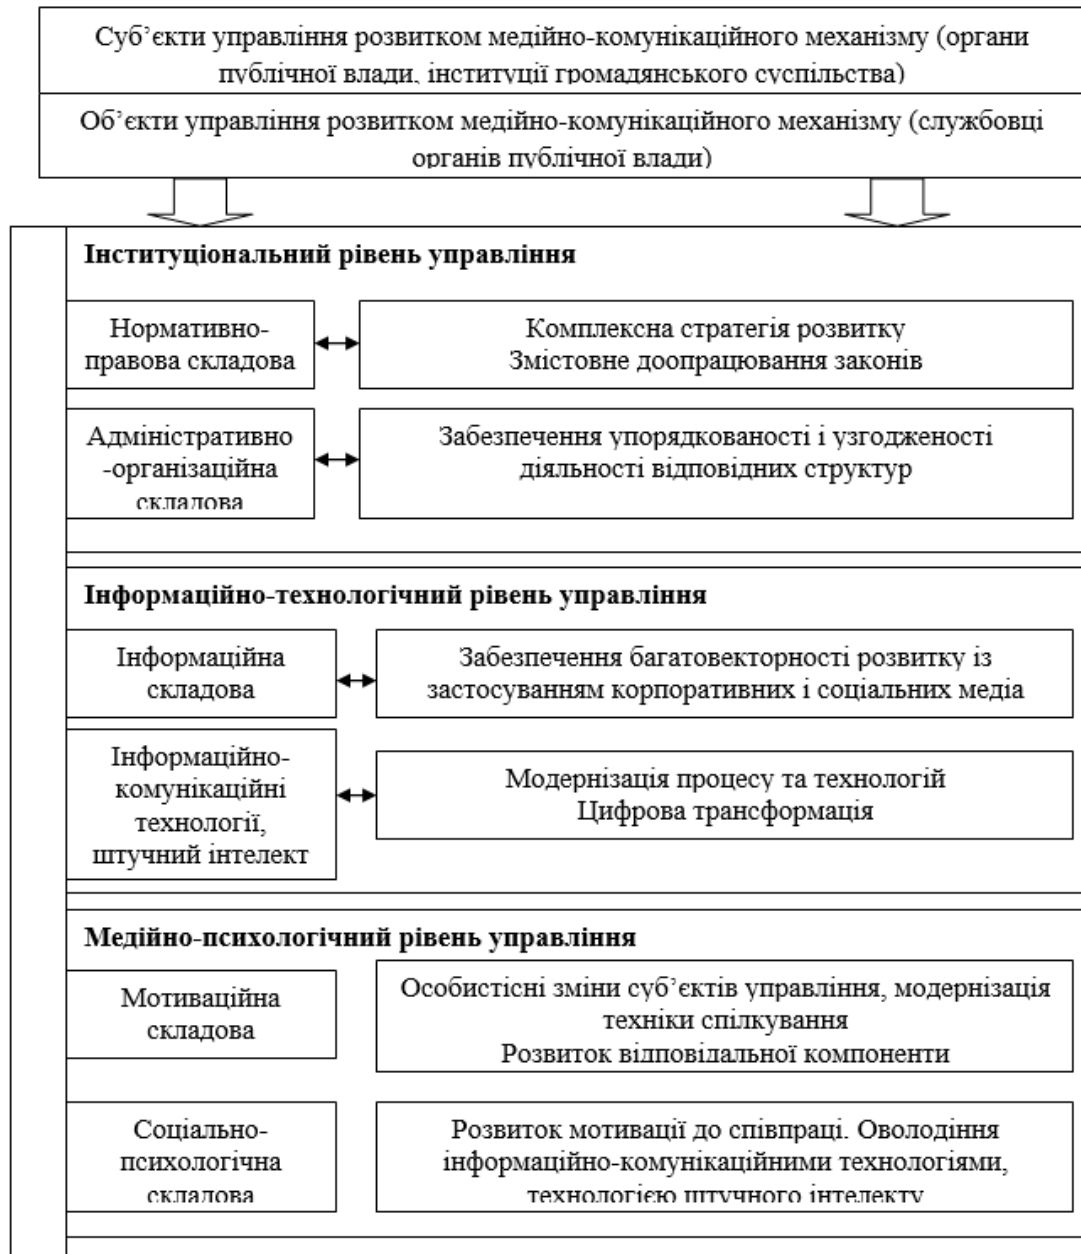 Суб’єкти управління розвитком медійно-комунікаційного механізму (органи
публічної влади, інституції громадянського суспільства)
Об’єкти управління розвитком медійно-комунікаційного механізму (службовці
органів публічної влади)
Інституціональний рівень управління
Нормативно-
правова складова
Комплексна стратегія розвитку
Змістовне доопрацювання законів
Адміністративно
-організаційна
складова
Забезпечення упорядкованості і узгодженості
діяльності відповідних структур
Інформаційно-технологічний рівень управління
Інформаційна
складова
Забезпечення багатовекторності розвитку із
застосуванням корпоративних і соціальних медіа
Інформаційно-
комунікаційні
технології,
штучний інтелект
Модернізація процесу та технологій
Цифрова трансформація
Медійно-психологічний рівень управління
Мотиваційна
складова
Особистісні зміни суб’єктів управління, модернізація
техніки спілкування
Розвиток відповідальної компоненти
Соціально-
психологічна
складова
Розвиток мотивації до співпраці. Оволодіння
інформаційно-комунікаційними технологіями,
технологією штучного інтелекту